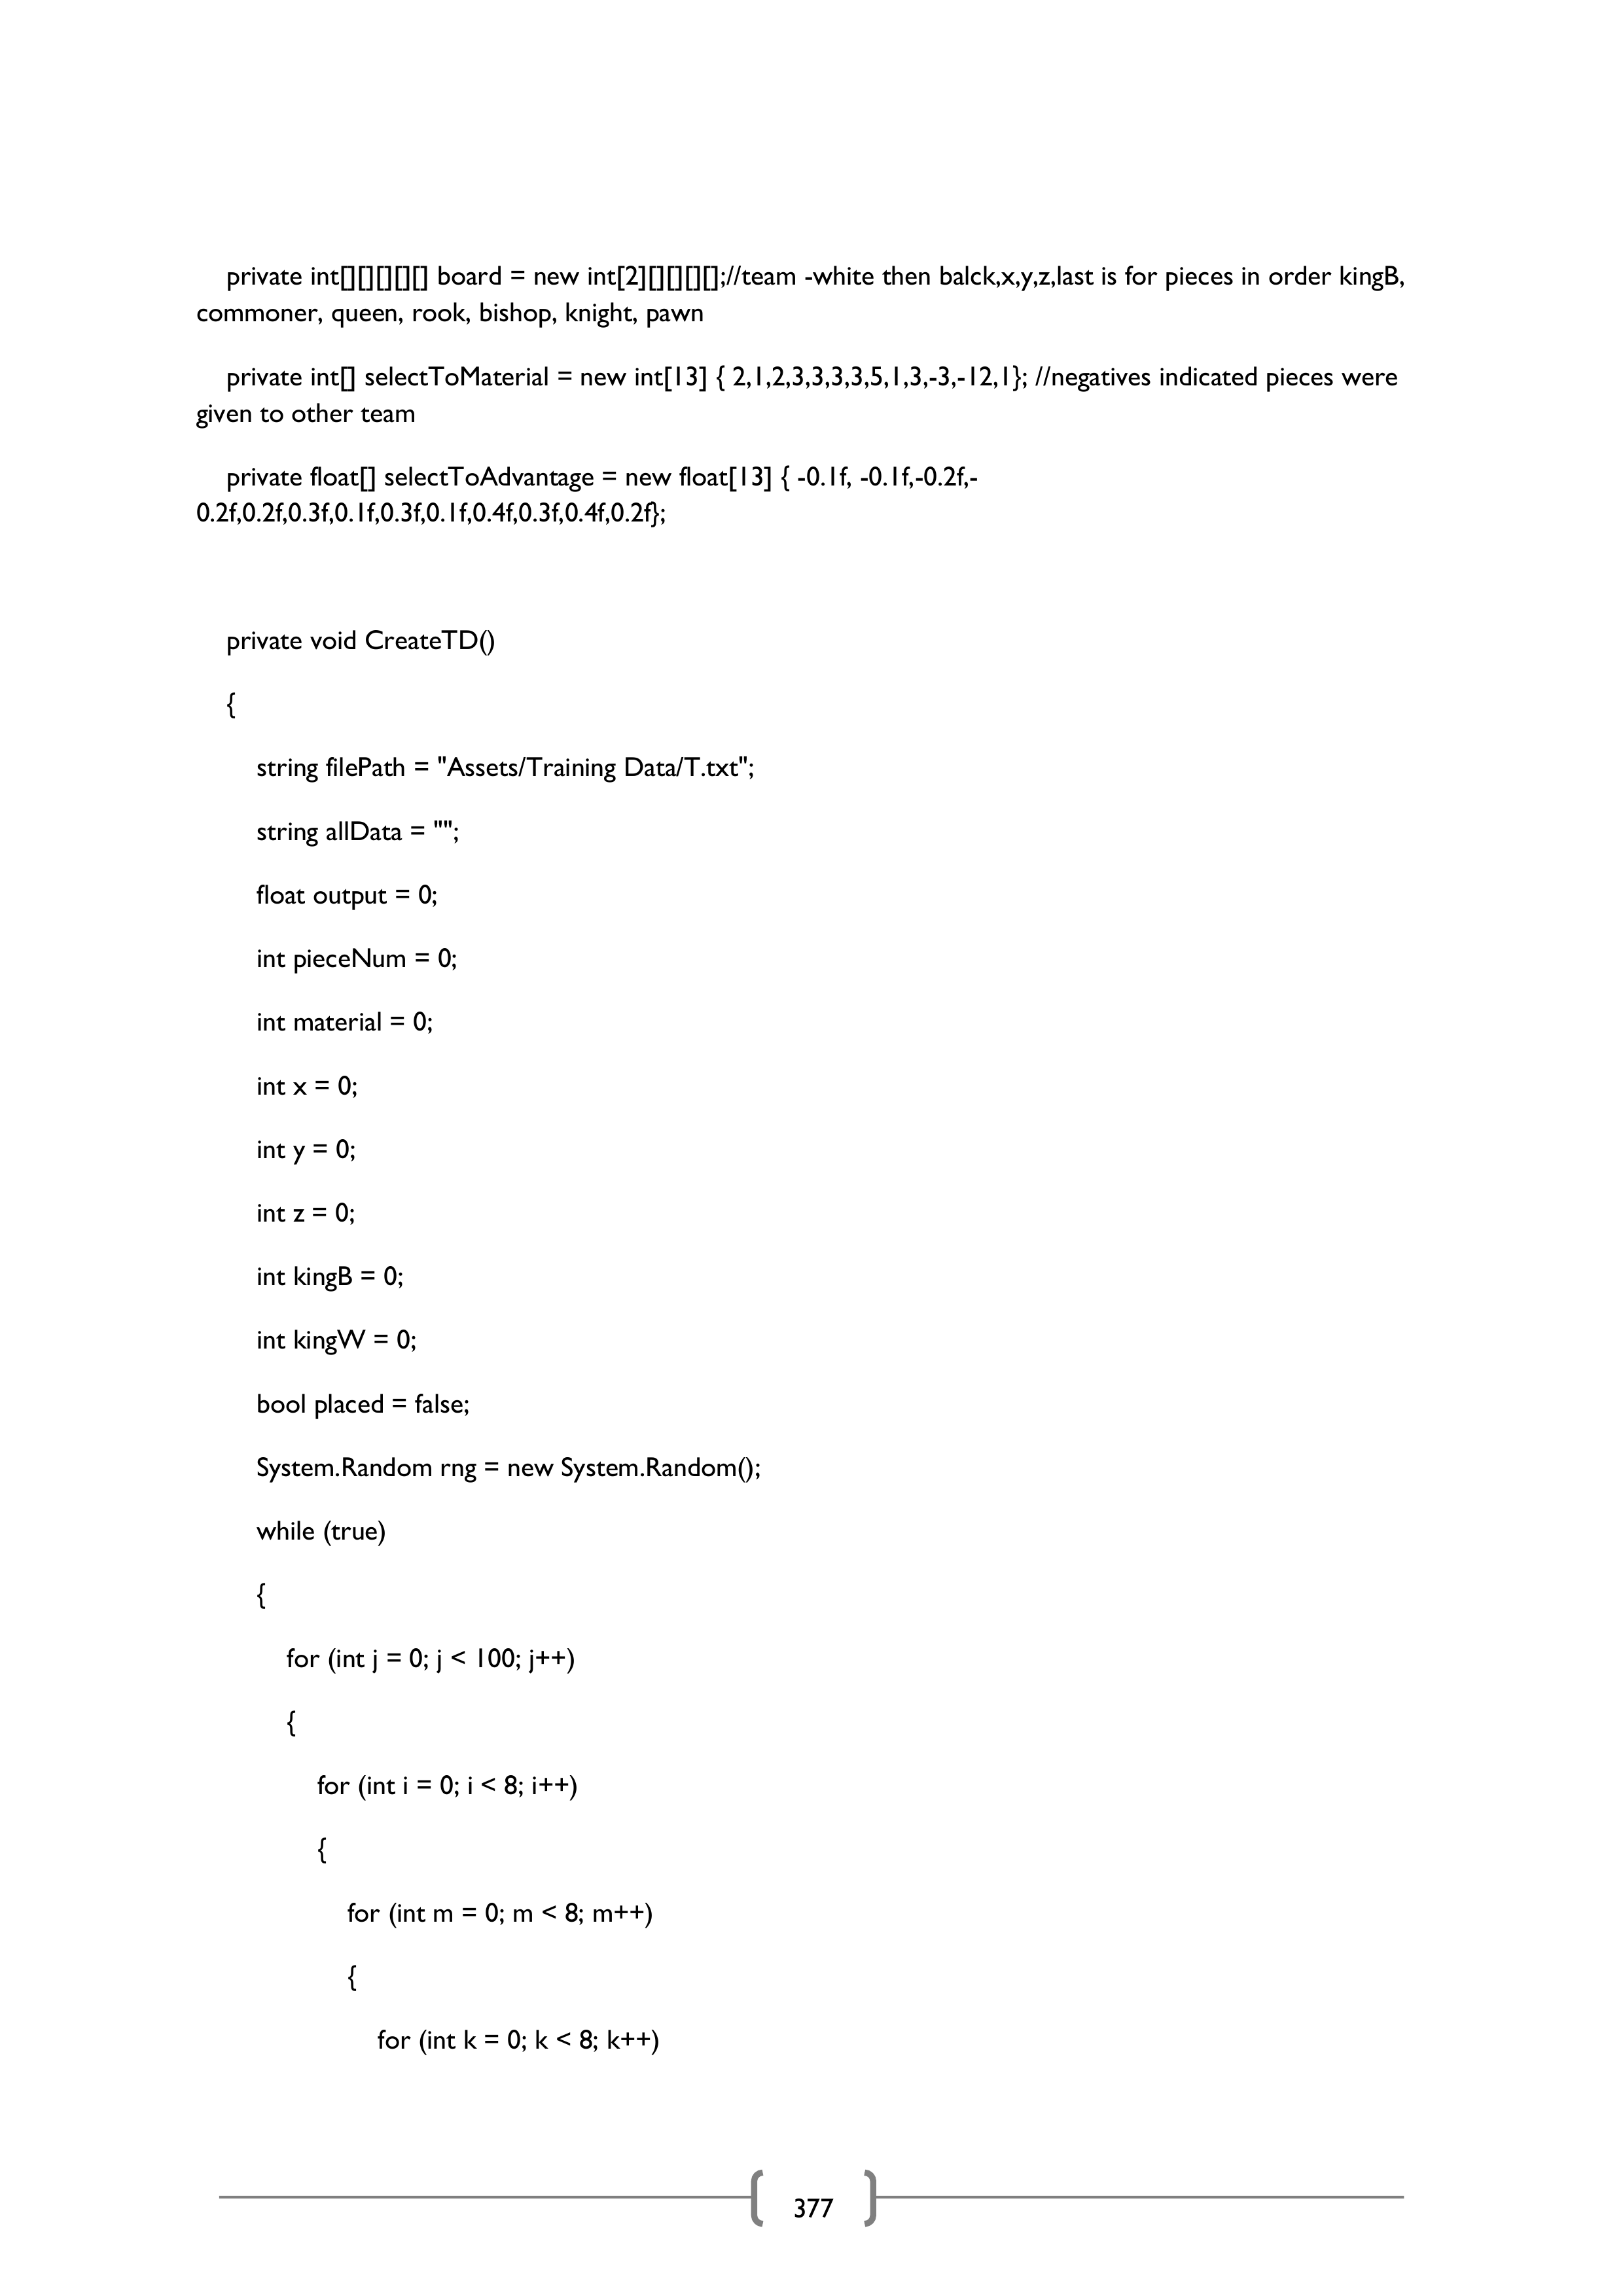 private int[][][][][] board = new int[2][][][][];//team -white then balck,x,y,z,last is for pieces in order kingB,
commoner, queen, rook, bishop, knight, pawn
private int[] selectToMaterial = new int[13] { 2,1,2,3,3,3,3,5,1,3,-3,-12,1}; //negatives indicated pieces were
given to other team
private float[] selectToAdvantage = new float[13] { -0.1f, -0.1f,-0.2f,-
0.2f,0.2f,0.3f,0.1f,0.3f,0.1f,0.4f,0.3f,0.4f,0.2f};
private void CreateTD()
{
string filePath = "Assets/Training Data/T.txt";
string allData = "";
float output = 0;
int pieceNum = 0;
int material = 0;
int x = 0;
int y = 0;
int z = 0;
int kingB = 0;
int kingW = 0;
bool placed = false;
System.Random rng = new System.Random();
while (true)
{
for (int j = 0; j < 100; j++)
{
for (int i = 0; i < 8; i++)
{
for (int m = 0; m < 8; m++)
{
for (int k = 0; k < 8; k++)
377